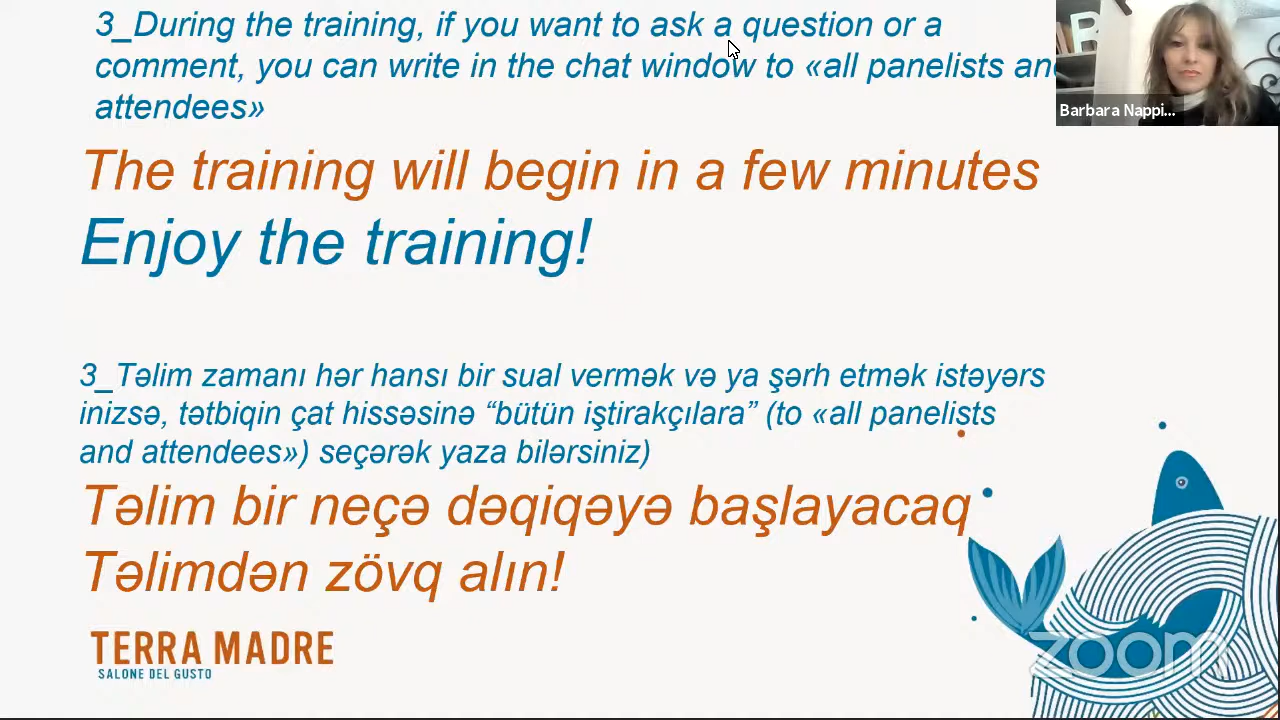 3_During the training, if you want to ask a question or a
comment, you can write in the chat window to «all panelists and
attendees»
Barbara Nappi...
The training will begin in a few minutes
Enjoy the training!
3_Təlim zamanı hər hansı bir sual vermək və ya şərh etmək istəyərs
inizsə, tətbiqin çat hissəsinə “bütün iştirakçılara” (to «all panelists
and attendees») seçərək yaza bilərsiniz)
Təlim bir neçə dəqiqəyə başlayacaq
Təlimdən zövq alın!
TERRA MADRE
SALONE DEL GUSTO
zoom